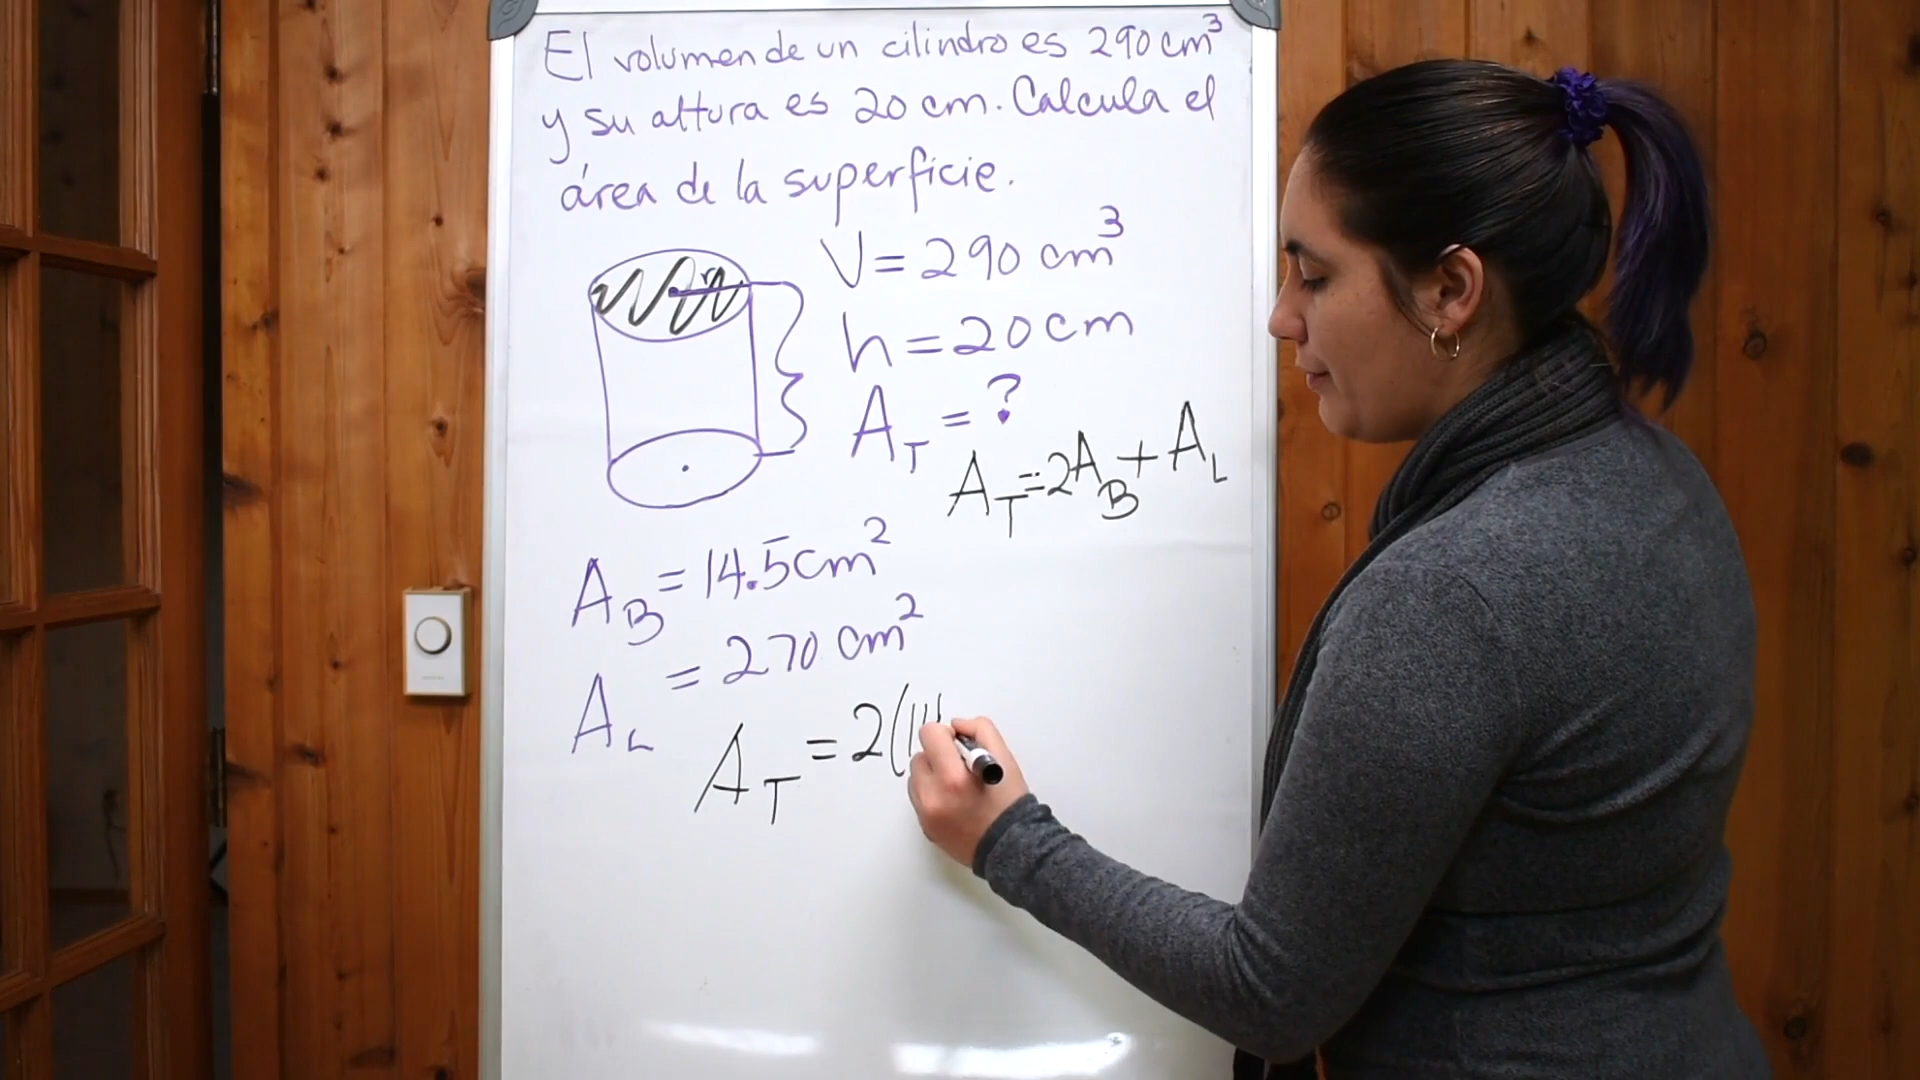 El volumen de un cilindro es 290 cm³
y su altura es 20 cm. Calcula el
área de la superficie.
r
V = 290 cm³
h = 20 cm
A_T = ?
A_T = 2A_B + A_L
A_B = 14.5 cm²
A_L = 270 cm²
A_T = 2(14